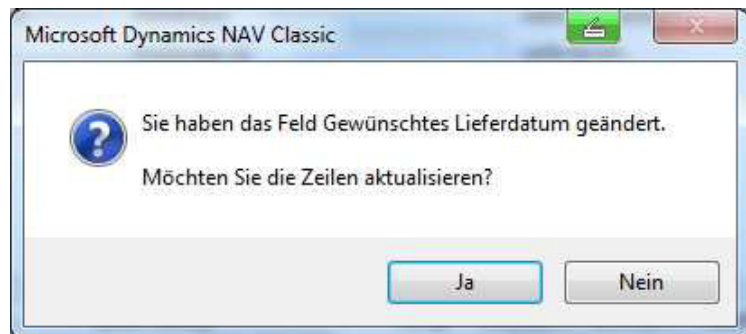 Microsoft Dynamics NAV Classic
Sie haben das Feld Gewünschtes Lieferdatum geändert.
Möchten Sie die Zeilen aktualisieren?
Ja
Nein